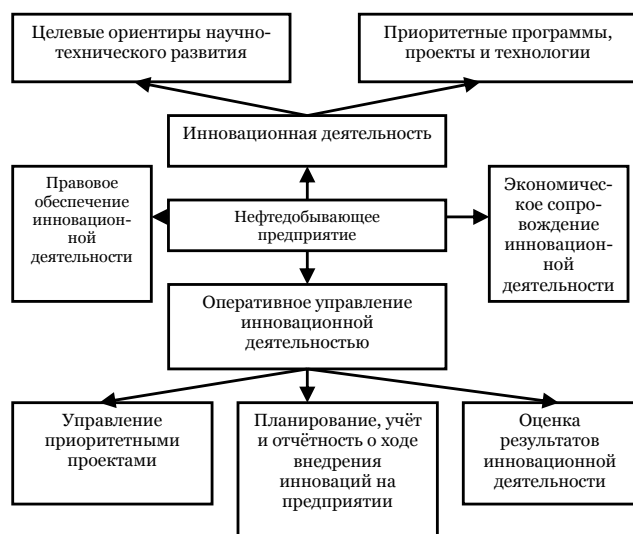 Целевые ориентиры научно-
технического развития
Приоритетные программы,
проекты и технологии
Инновационная деятельность
Правовое
обеспечение
инновацион-
ной
деятельности
Нефтедобывающее
предприятие
Экономичес-
кое сопро-
вождение
инновацион-
ной
деятельности
Оперативное управление
инновационной
деятельностью
Управление
приоритетными
проектами
Планирование, учёт
и отчётность о ходе
внедрения
инноваций на
предприятии
Оценка
результатов
инновационной
деятельности